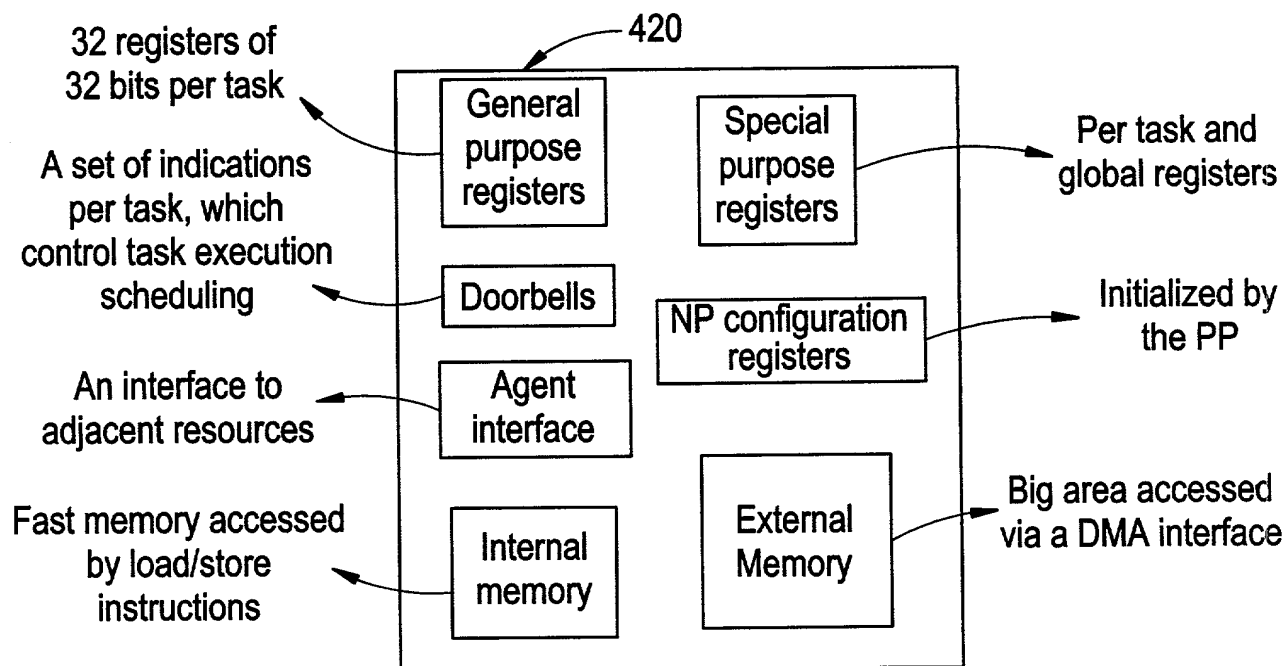 420
32 registers of
32 bits per task
General
purpose
registers
Special
purpose
registers
Per task and
global registers
A set of indications
per task, which
control task execution
scheduling
Doorbells
NP configuration
registers
Initialized by
the PP
An interface to
adjacent resources
Agent
interface
Fast memory accessed
by load/store
instructions
Internal
memory
External
Memory
Big area accessed
via a DMA interface